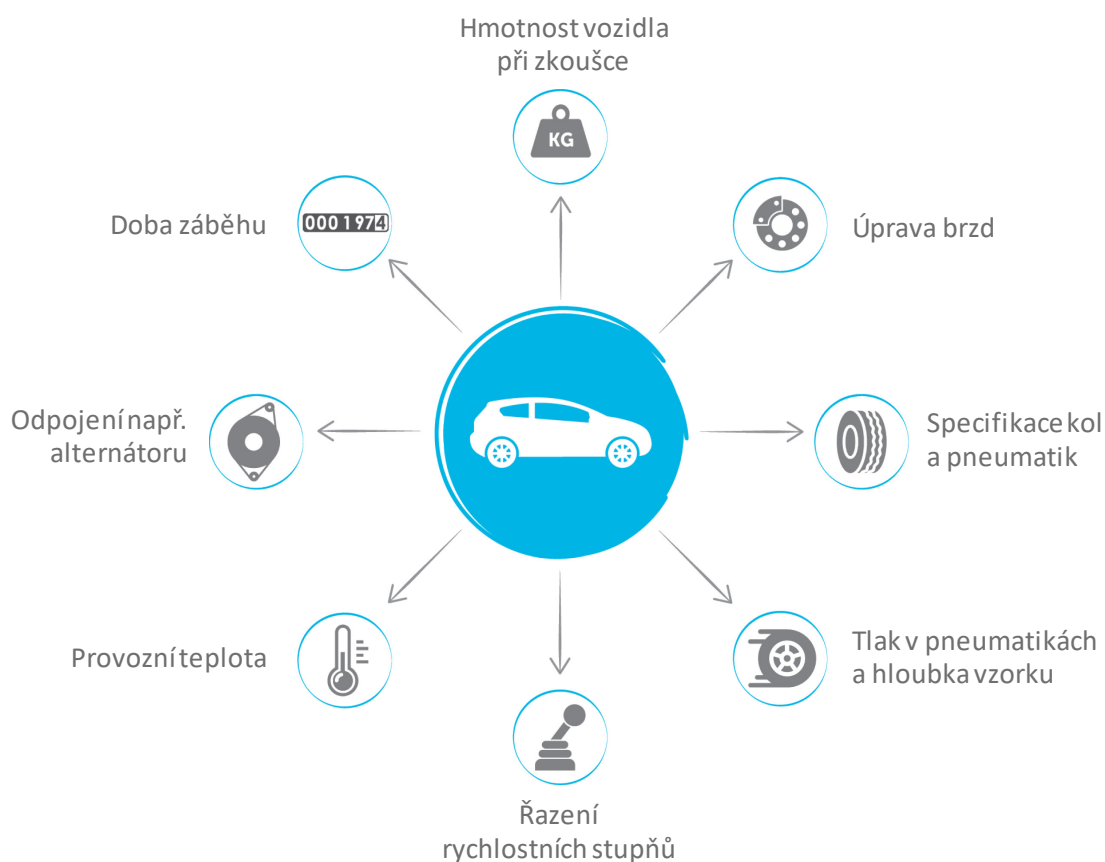 Hmotnost vozidla
při zkoušce
KG
Doba záběhu
0001974
Úprava brzd
Odpojení např.
alternátoru
Specifikace kol
a pneumatik
Provozní teplota
Tlak v pneumatikách
a hloubka vzorku
Řazení
rychlostních stupňů